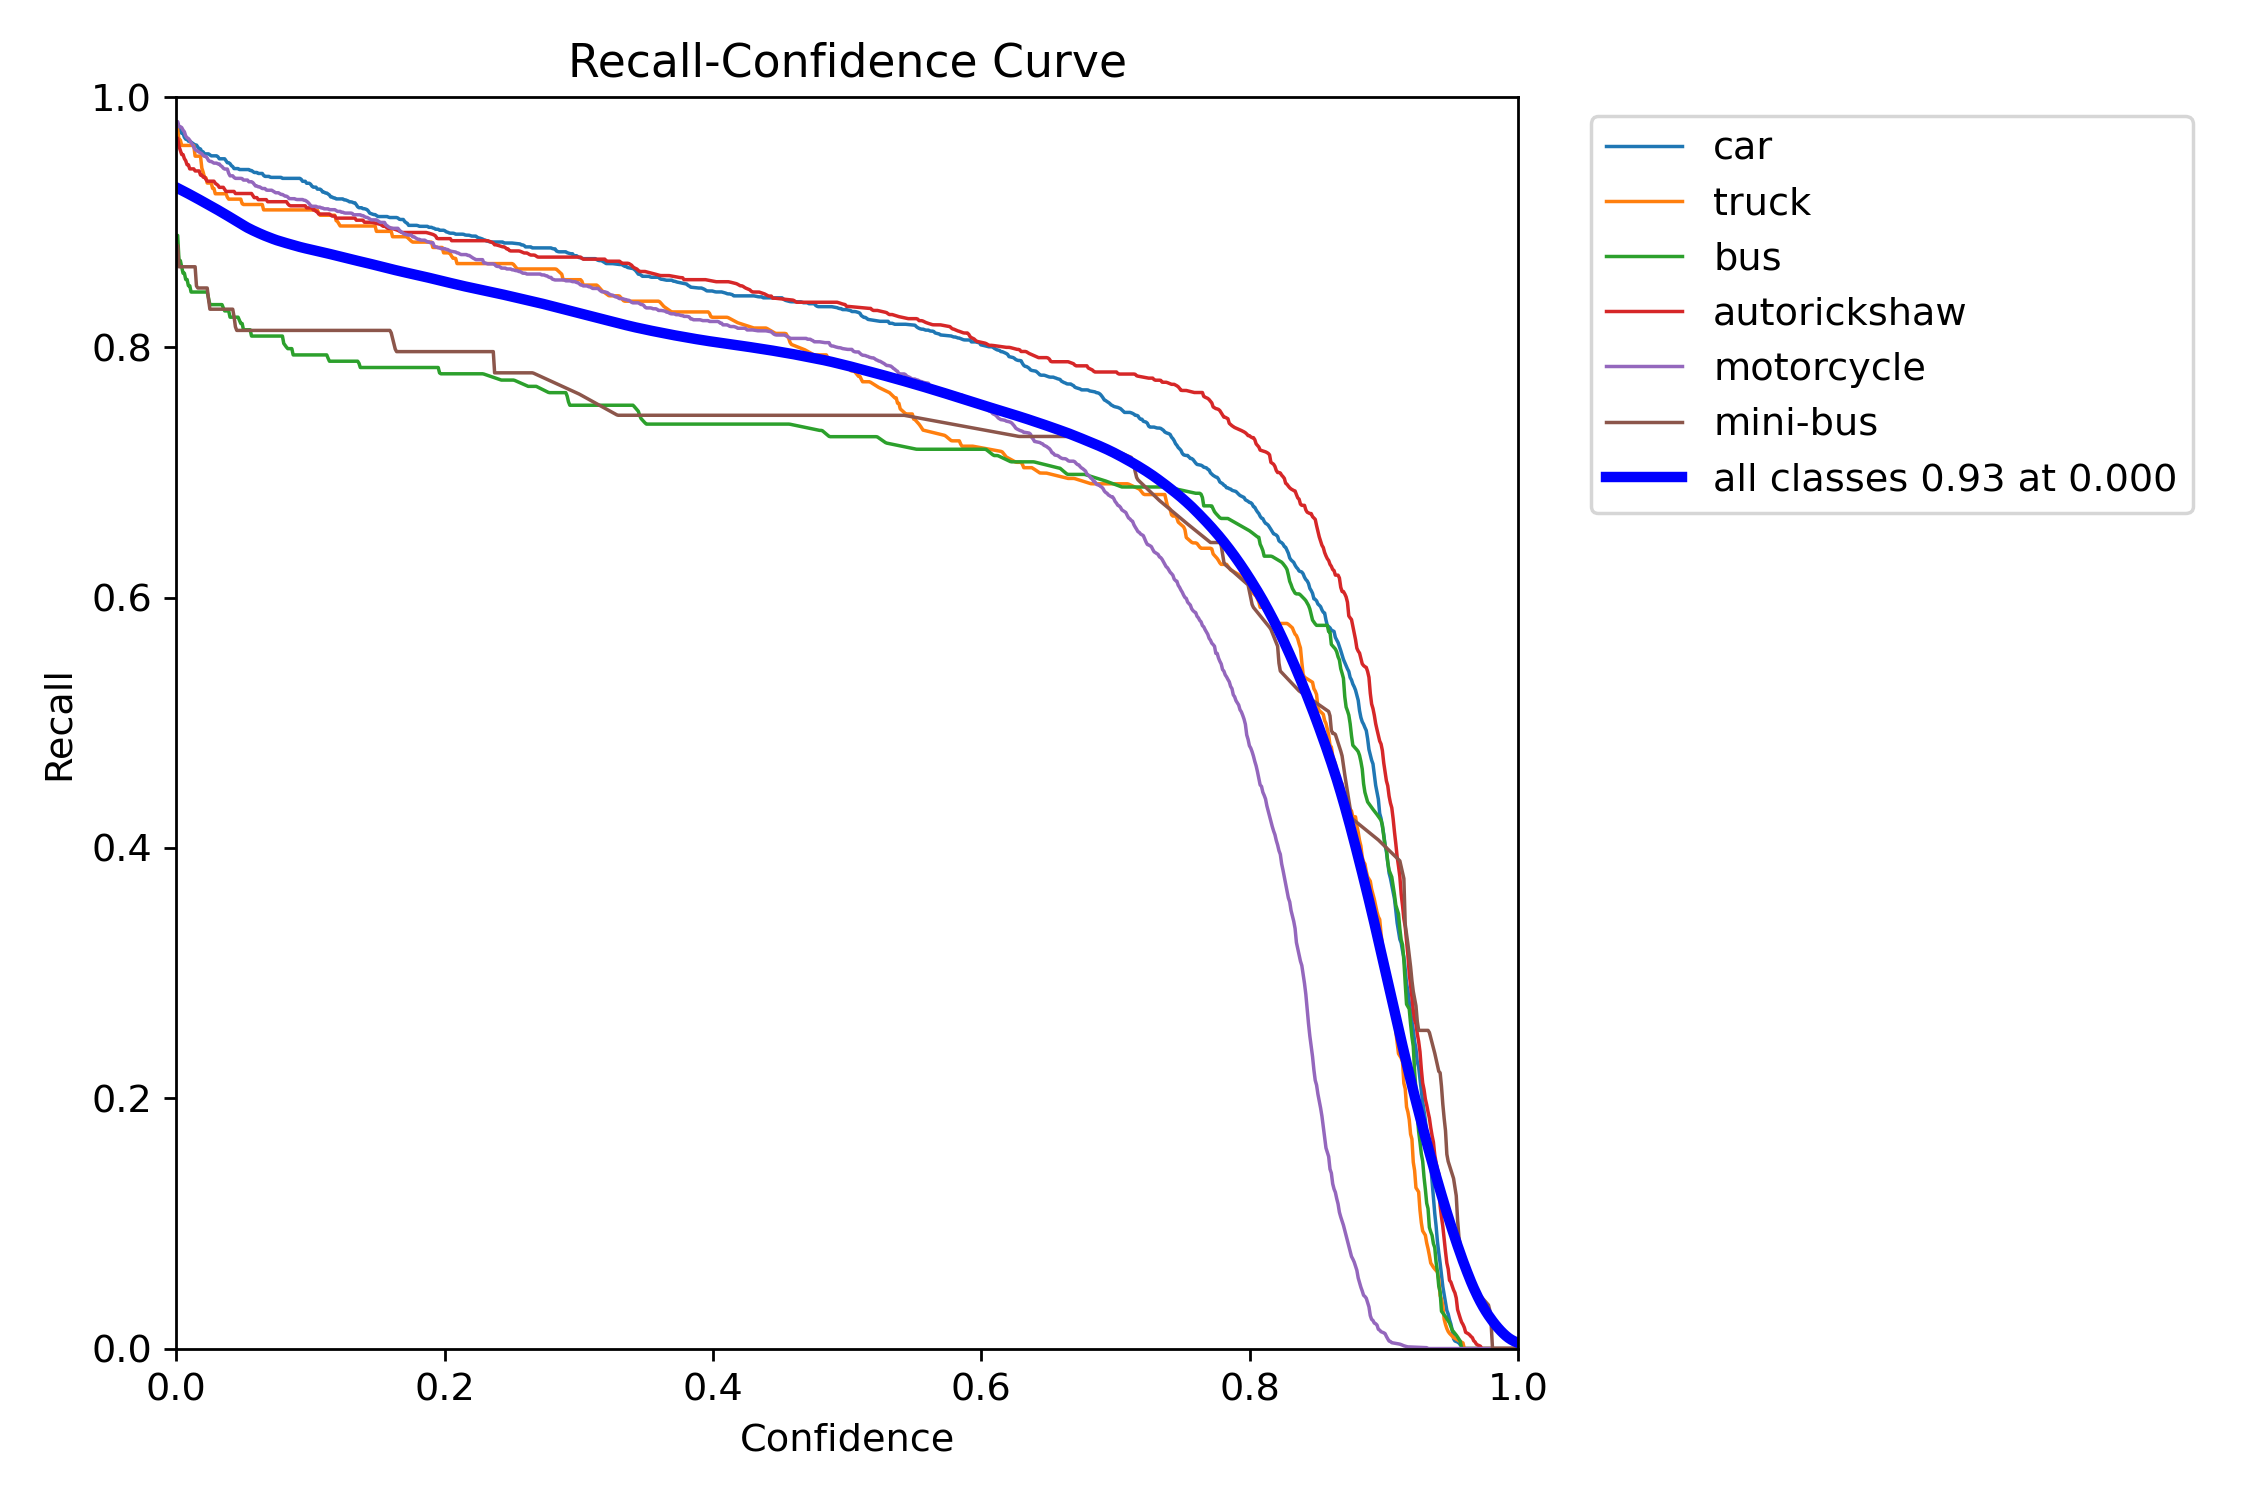 Recall-Confidence Curve
1.0
0.8
0.6
0.4
0.2
0.0
Recall
0.0 0.2 0.4 0.6 0.8 1.0
Confidence
car
truck
bus
autorickshaw
motorcycle
mini-bus
all classes 0.93 at 0.000